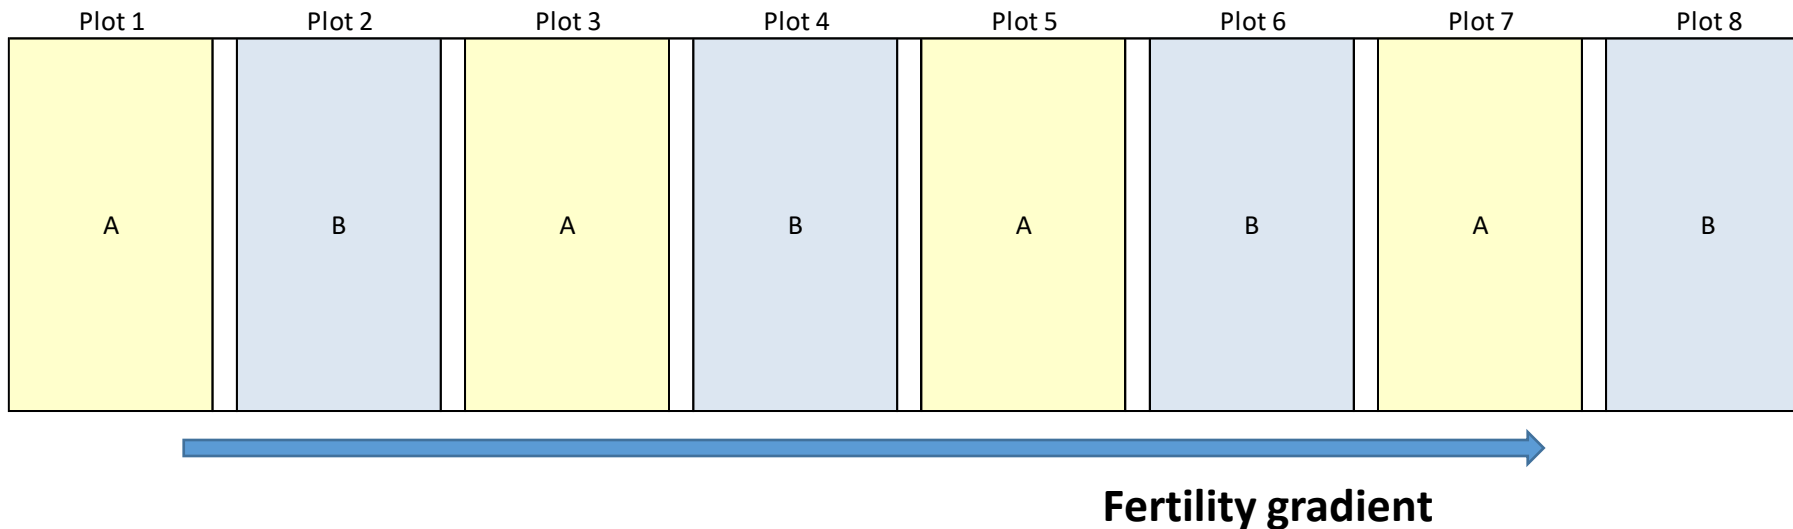 Plot 1 Plot 2 Plot 3 Plot 4 Plot 5 Plot 6 Plot 7 Plot 8
A B A B A B A B
Fertility gradient